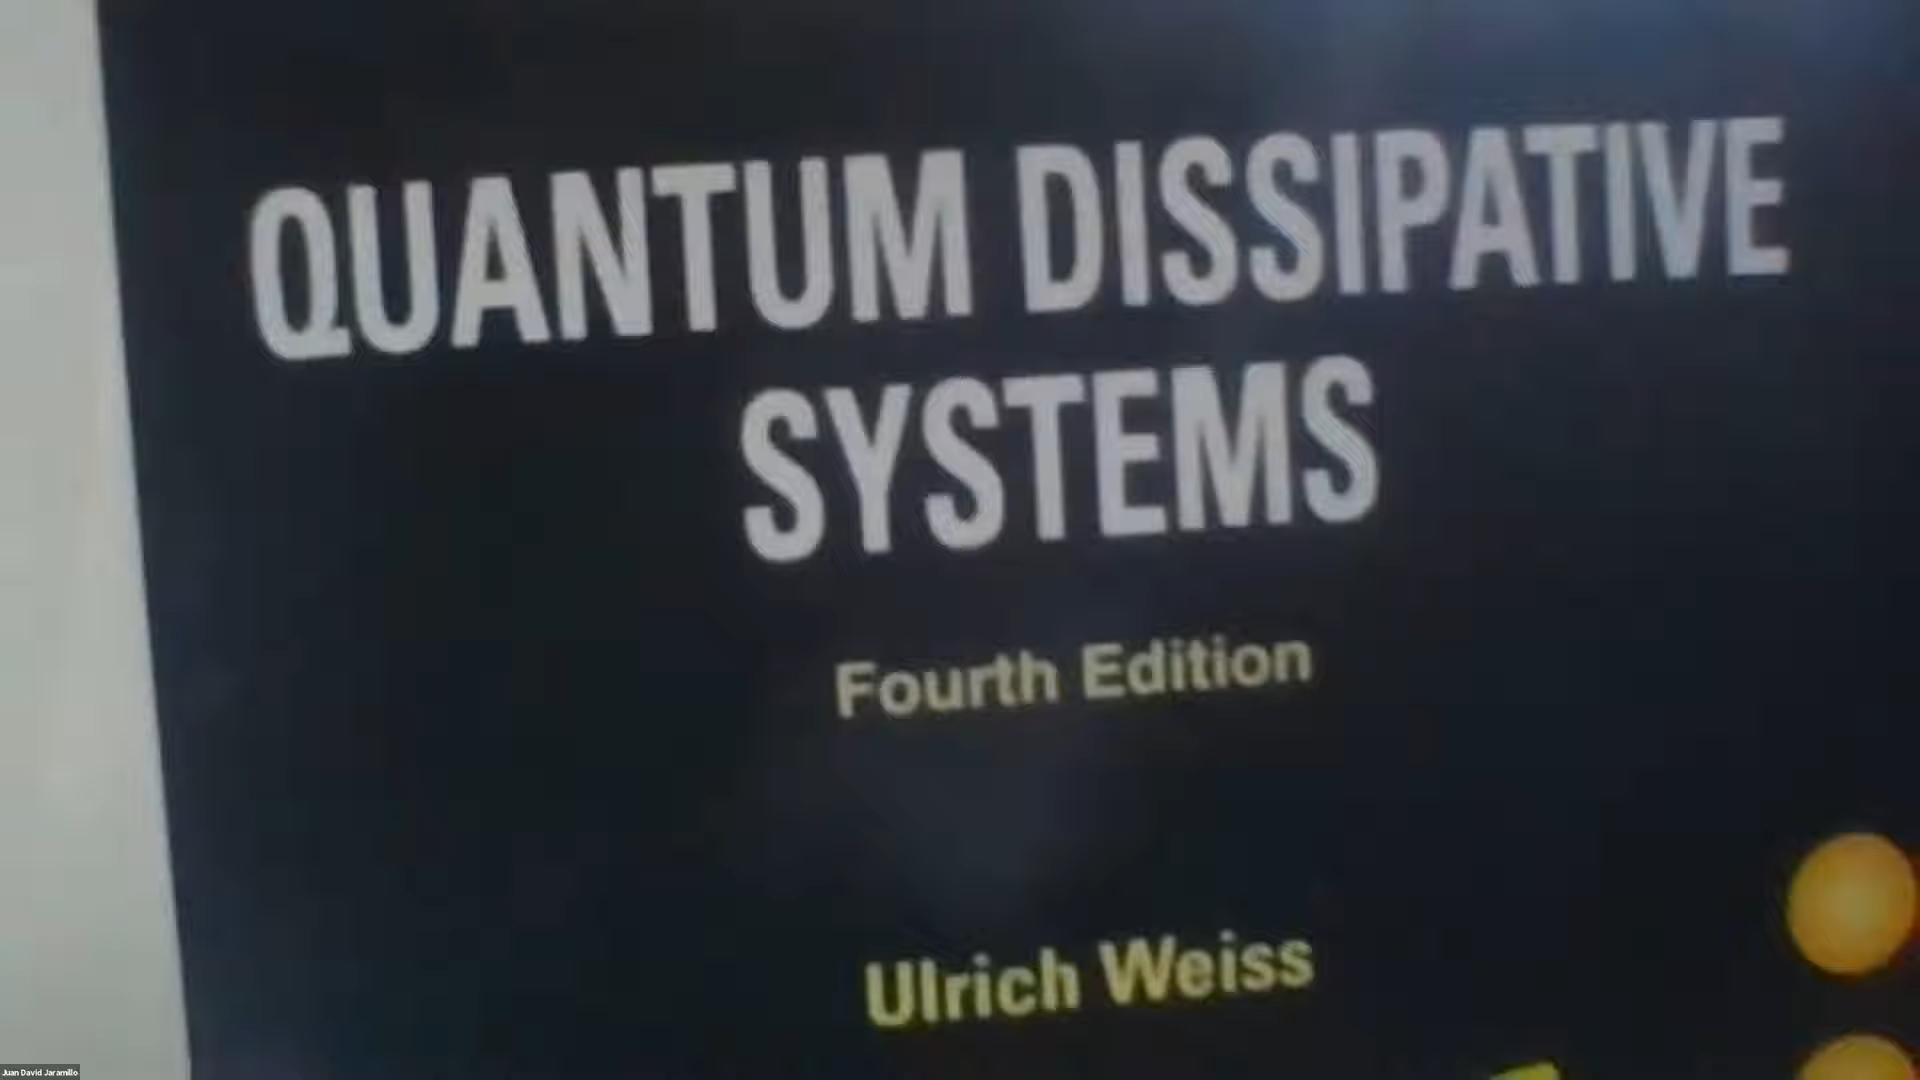 QUANTUM DISSIPATIVE
SYSTEMS
Fourth Edition
Ulrich Weiss
Juan David Jaramillo